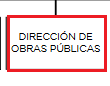 DIRECCIÓN DE
OBRAS PÚBLICAS